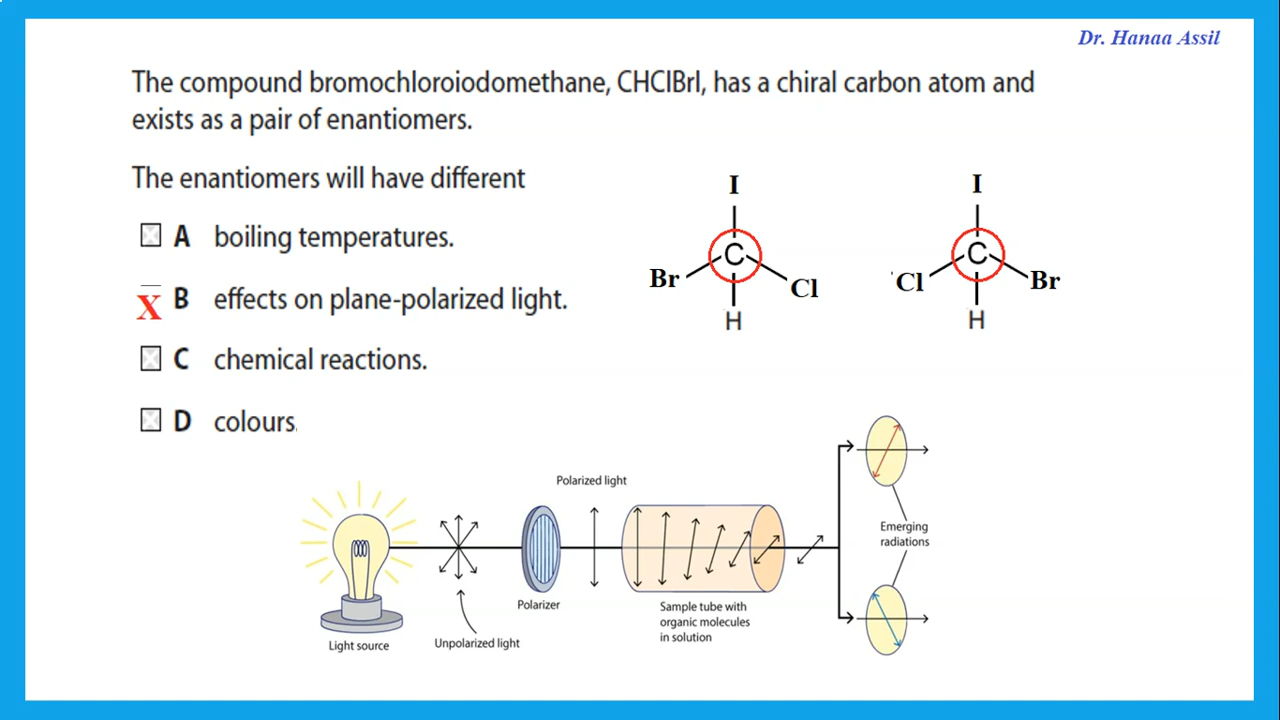 Dr. Hanaa Assil
The compound bromochloroiodomethane, CHClBrI, has a chiral carbon atom and
exists as a pair of enantiomers.
The enantiomers will have different
A boiling temperatures.
X B effects on plane-polarized light.
C chemical reactions.
D colours.
I
C
Br
Cl
H
I
C
Cl
Br
H
Polarized light
Emerging
radiations
Polarizer
Sample tube with
organic molecules
in solution
Light source
Unpolarized light